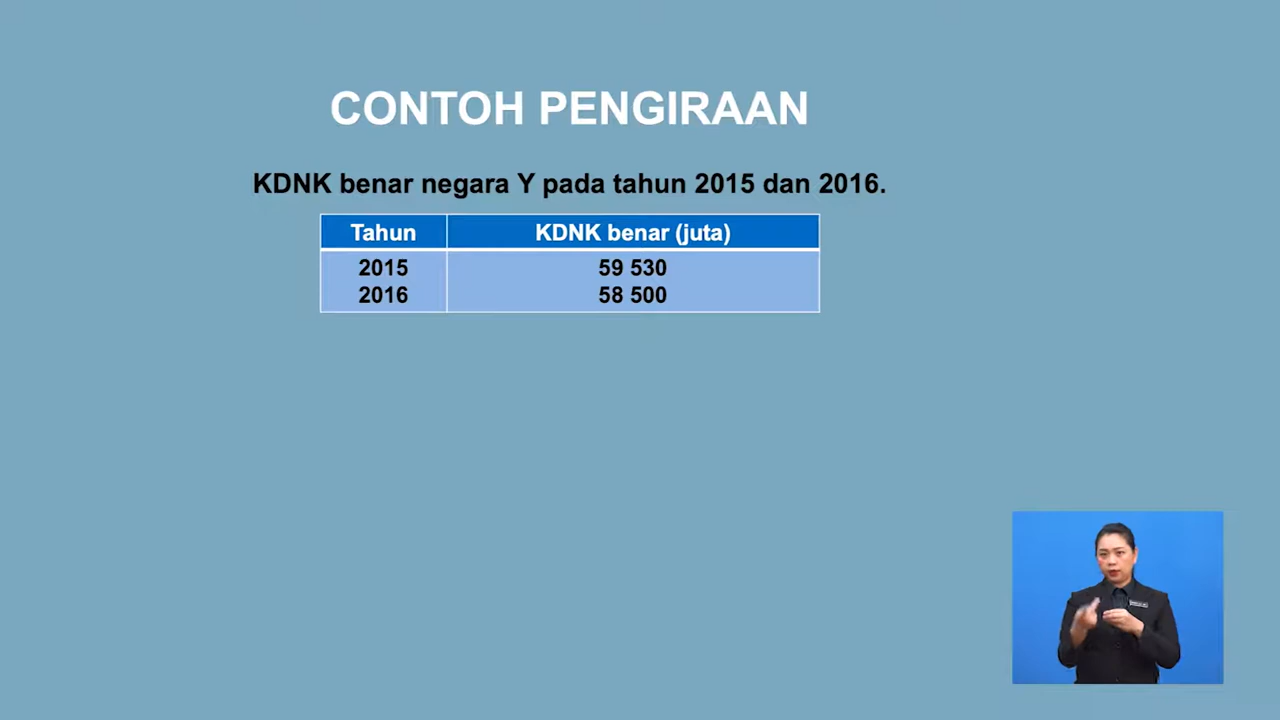 CONTOH PENGIRAAN
KDNK benar negara Y pada tahun 2015 dan 2016.
Tahun KDNK benar (juta)
2015 59 530
2016 58 500